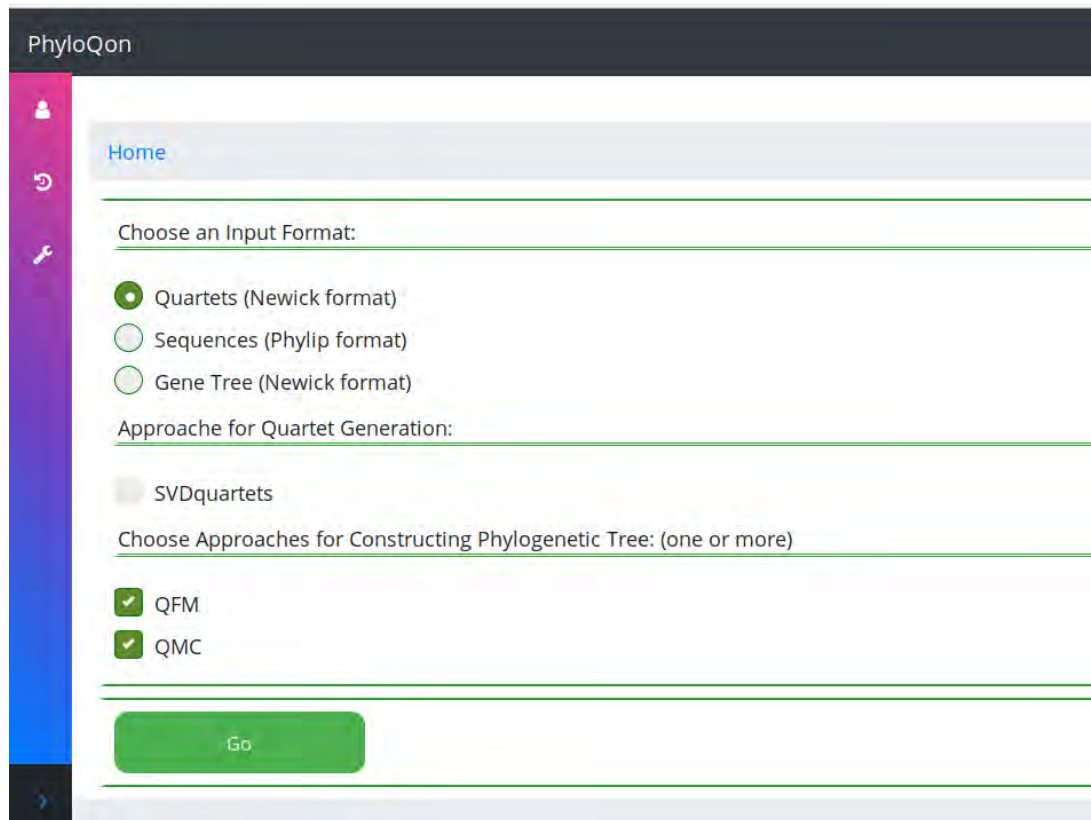 PhyloQon
Home
Choose an Input Format:
Quartets (Newick format)
Sequences (Phylip format)
Gene Tree (Newick format)
Approache for Quartet Generation:
SVDquartets
Choose Approaches for Constructing Phylogenetic Tree: (one or more)
QFM
QMC
Go